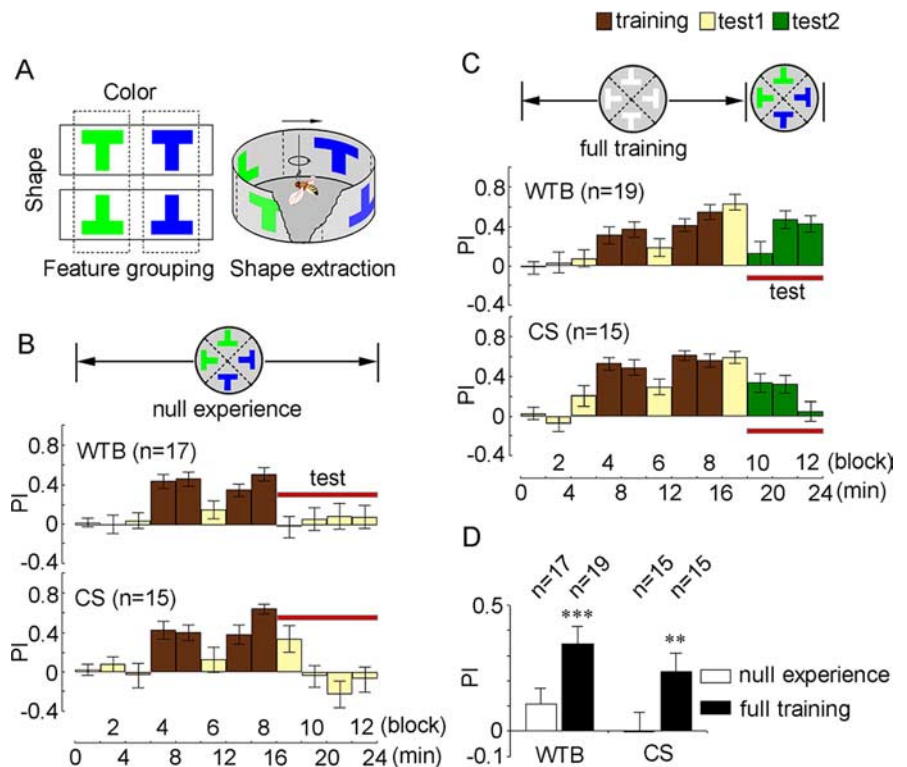 training test1 test2
A
Color
Shape
Feature grouping
Shape extraction
B
null experience
WTB (n=17)
test
PI
0.8
0.4
0
-0.4
CS (n=15)
PI
0.8
0.4
0
-0.4
2 4 6 8 10 12 (block)
0 4 8 12 16 20 24 (min)
C
full training
WTB (n=19)
PI
0.8
0.4
0
-0.4
test
CS (n=15)
PI
0.8
0.4
0
-0.4
2 4 6 8 10 12 (block)
0 4 8 12 16 20 24 (min)
D
n=17 n=19 n=15 n=15
*** **
PI
0.5
0
-0.1
WTB CS
null experience
full training